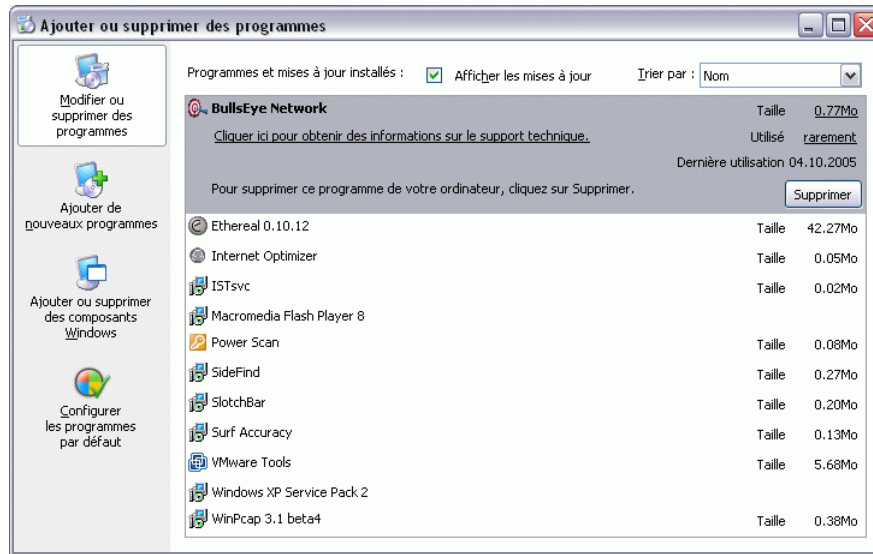 Ajouter ou supprimer des programmes
Modifier ou
supprimer des
programmes
Ajouter de
nouveaux programmes
Ajouter ou supprimer
des composants
Windows
Configurer
les programmes
par défaut
Programmes et mises à jour installés : Afficher les mises à jour Trier par : Nom
BullsEye Network Taille 0.77Mo
Cliquer ici pour obtenir des informations sur le support technique. Utilisé rarement
Dernière utilisation 04.10.2005
Pour supprimer ce programme de votre ordinateur, cliquez sur Supprimer. Supprimer
Ethereal 0.10.12 Taille 42.27Mo
Internet Optimizer Taille 0.05Mo
ISTsvc Taille 0.02Mo
Macromedia Flash Player 8
Power Scan Taille 0.08Mo
SideFind Taille 0.27Mo
SlotchBar Taille 0.20Mo
Surf Accuracy Taille 0.13Mo
VMware Tools Taille 5.68Mo
Windows XP Service Pack 2
WinPcap 3.1 beta4 Taille 0.38Mo